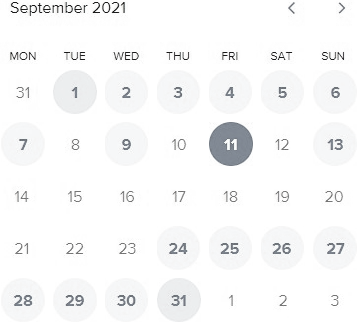 September 2021
MON TUE WED THU FRI SAT SUN
31 1 2 3 4 5 6
7 8 9 10 11 12 13
14 15 16 17 18 19 20
21 22 23 24 25 26 27
28 29 30 31 1 2 3